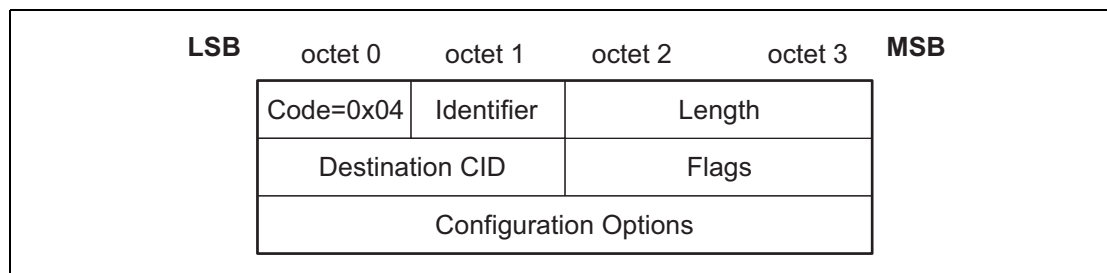 LSB octet 0 octet 1 octet 2 octet 3 MSB
Code=0x04 Identifier Length
Destination CID Flags
Configuration Options